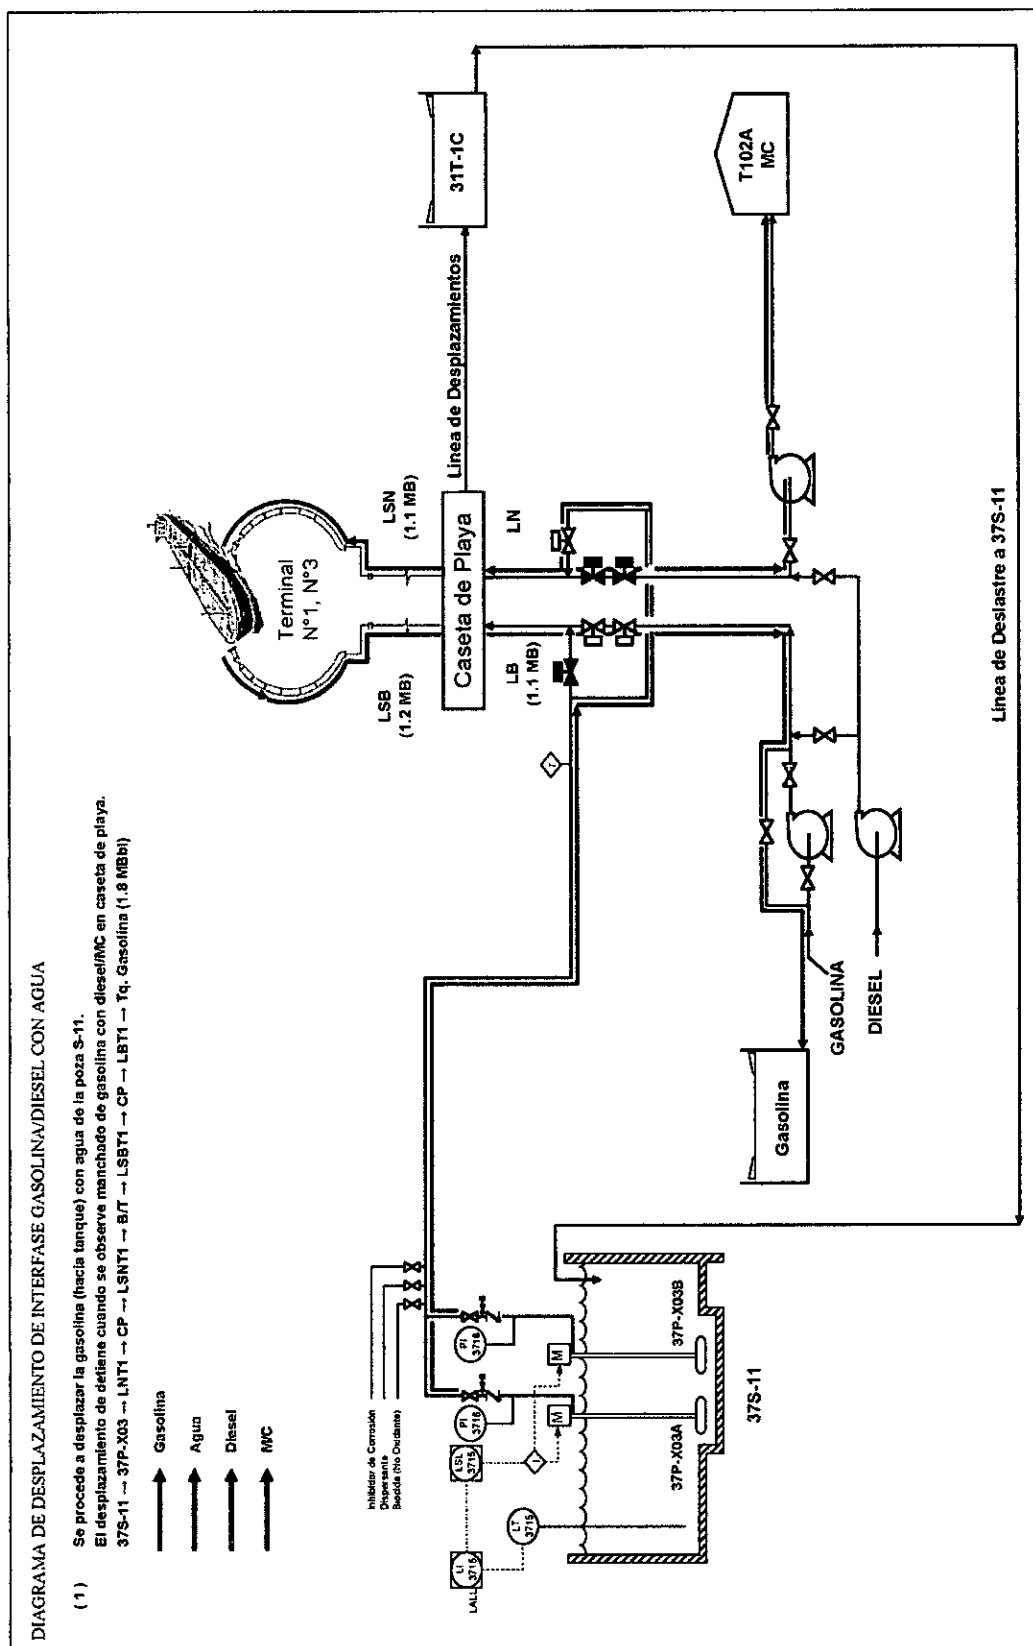 DIAGRAMA DE DESPLAZAMIENTO DE INTERFASE GASOLINA/DIESEL CON AGUA
( 1 ) Se procede a desplazar la gasolina (hacia tanque) con agua de la poza S-11.
El desplazamiento de detiene cuando se observe manchado de gasolina con diesel/MC en caseta de playa.
37S-11 → 37P-X03 → LNT1 → CP → LSNT1 → B/T → LSBT1 → CP → LBT1 → Tq. Gasolina (1.8 MBbl)
Gasolina
Agua
Diesel
M/C
Terminal
N°1, N°3
LSB
(1.2 MB)
LSN
(1.1 MB)
Caseta de Playa
Linea de Desplazamientos
31T-1C
LB
(1.1 MB)
LN
T102A
MC
Inhibidor de Corrosión
Dispersante
Biocida (No Oxidante)
LI
3715
LALL
LSL
3715
LT
3715
PI
3716
PI
3716
M
M
I
I
37P-X03A
37P-X03B
37S-11
Gasolina
GASOLINA
DIESEL
Linea de Deslastre a 37S-11